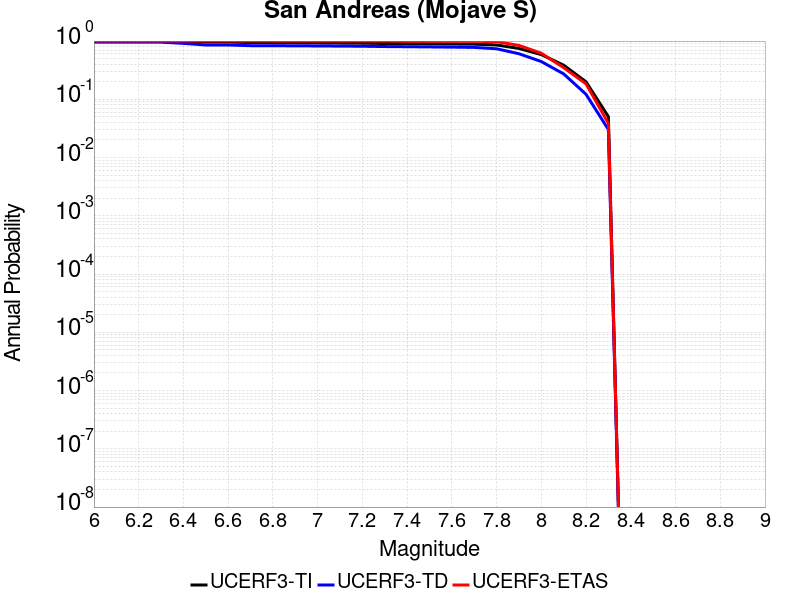 San Andreas (Mojave S)
10^0
10^-1
10^-2
10^-3
10^-4
10^-5
10^-6
10^-7
10^-8
Annual Probability
6 6.2 6.4 6.6 6.8 7 7.2 7.4 7.6 7.8 8 8.2 8.4 8.6 8.8 9
Magnitude
UCERF3-TI UCERF3-TD UCERF3-ETAS